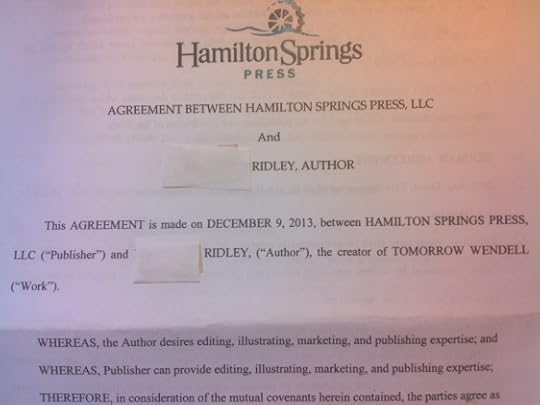 HamiltonSprings
PRESS
AGREEMENT BETWEEN HAMILTON SPRINGS PRESS, LLC
And
RIDLEY, AUTHOR
This AGREEMENT is made on DECEMBER 9, 2013, between HAMILTON SPRINGS PRESS,
LLC ("Publisher") and RIDLEY, ("Author"), the creator of TOMORROW WENDELL
("Work").
WHEREAS, the Author desires editing, illustrating, marketing, and publishing expertise; and
WHEREAS, Publisher can provide editing, illustrating, marketing, and publishing expertise;
THEREFORE, in consideration of the mutual covenants herein contained, the parties agree as